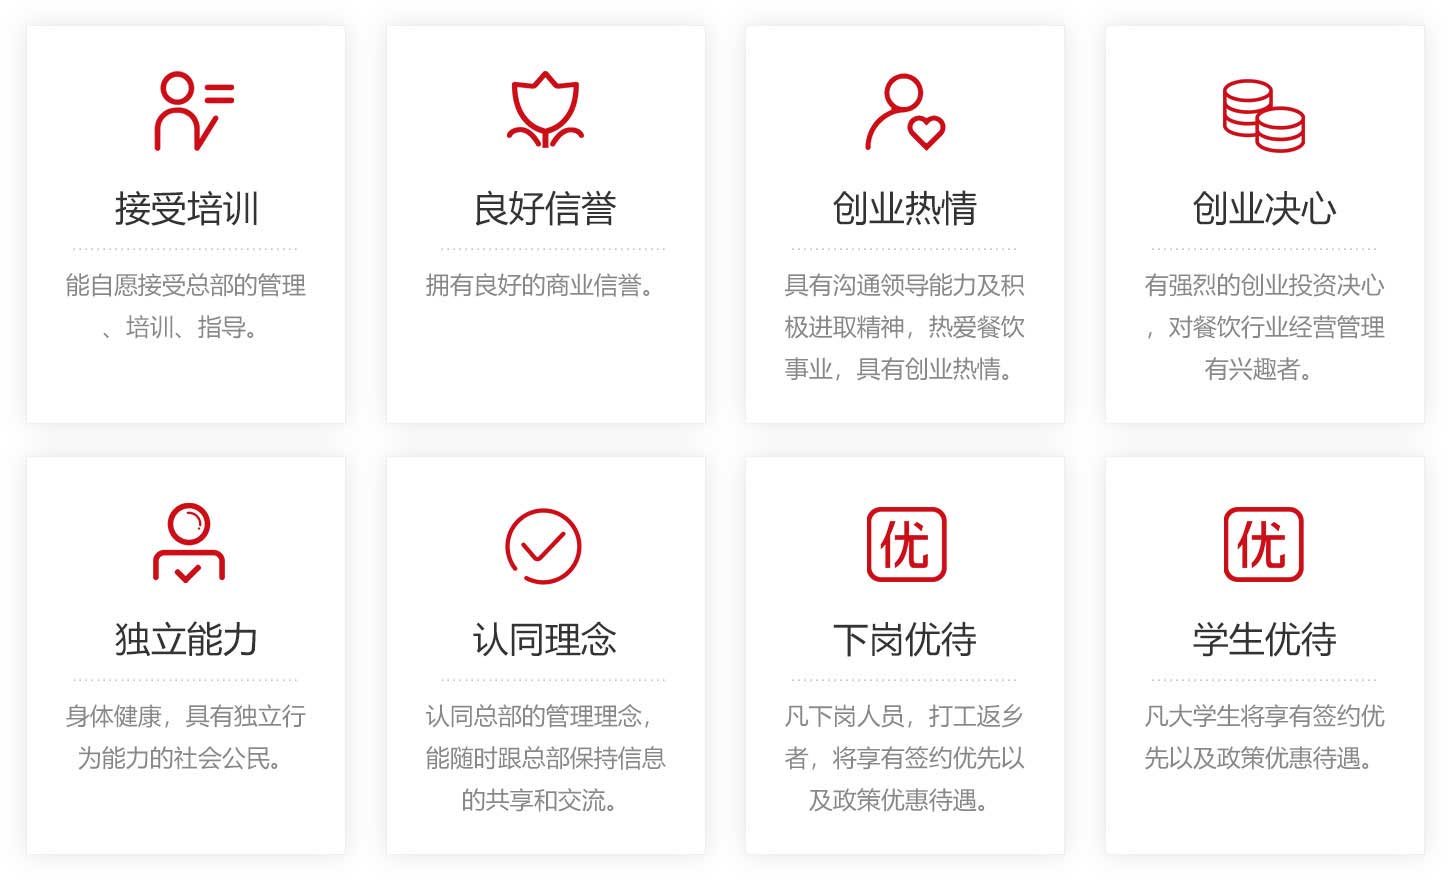 接受培训
能自愿接受总部的管理
、培训、指导。
良好信誉
拥有良好的商业信誉。
创业热情
具有沟通领导能力及积
极进取精神，热爱餐饮
事业，具有创业热情。
创业决心
有强烈的创业投资决心
，对餐饮行业经营管理
有兴趣者。
独立能力
身体健康，具有独立行
为能力的社会公民。
认同理念
认同总部的管理理念，
能随时跟总部保持信息
的共享和交流。
优
下岗优待
凡下岗人员，打工返乡
者，将享有签约优先以
及政策优惠待遇。
优
学生优待
凡大学生将享有签约优
先以及政策优惠待遇。